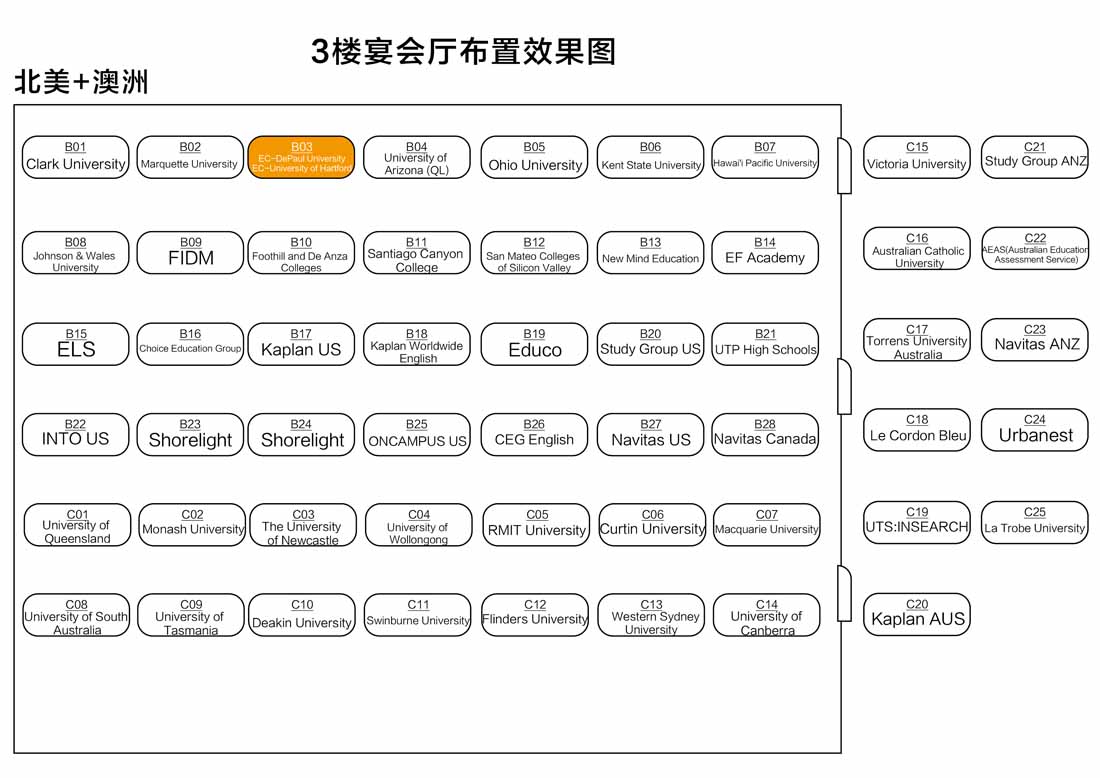 3楼宴会厅布置效果图
北美+澳洲
B01
Clark University
B02
Marquette University
B03
EC-DePaul University
EC-University of Hartford
B04
University of
Arizona (QL)
B05
Ohio University
B06
Kent State University
B07
Hawai'i Pacific University
C15
Victoria University
C21
Study Group ANZ
B08
Johnson & Wales
University
B09
FIDM
B10
Foothill and De Anza
Colleges
B11
Santiago Canyon
College
B12
San Mateo Colleges
of Silicon Valley
B13
New Mind Education
B14
EF Academy
C16
Australian Catholic
University
C22
AEAS(Australian Education
Assessment Service)
B15
ELS
B16
Choice Education Group
B17
Kaplan US
B18
Kaplan Worldwide
English
B19
Educo
B20
Study Group US
B21
UTP High Schools
C17
Torrens University
Australia
C23
Navitas ANZ
B22
INTO US
B23
Shorelight
B24
Shorelight
B25
ONCAMPUS US
B26
CEG English
B27
Navitas US
B28
Navitas Canada
C18
Le Cordon Bleu
C24
Urbanest
C01
University of
Queensland
C02
Monash University
C03
The University
of Newcastle
C04
University of
Wollongong
C05
RMIT University
C06
Curtin University
C07
Macquarie University
C19
UTS:INSEARCH
C25
La Trobe University
C08
University of South
Australia
C09
University of
Tasmania
C10
Deakin University
C11
Swinburne University
C12
Flinders University
C13
Western Sydney
University
C14
University of
Canberra
C20
Kaplan AUS